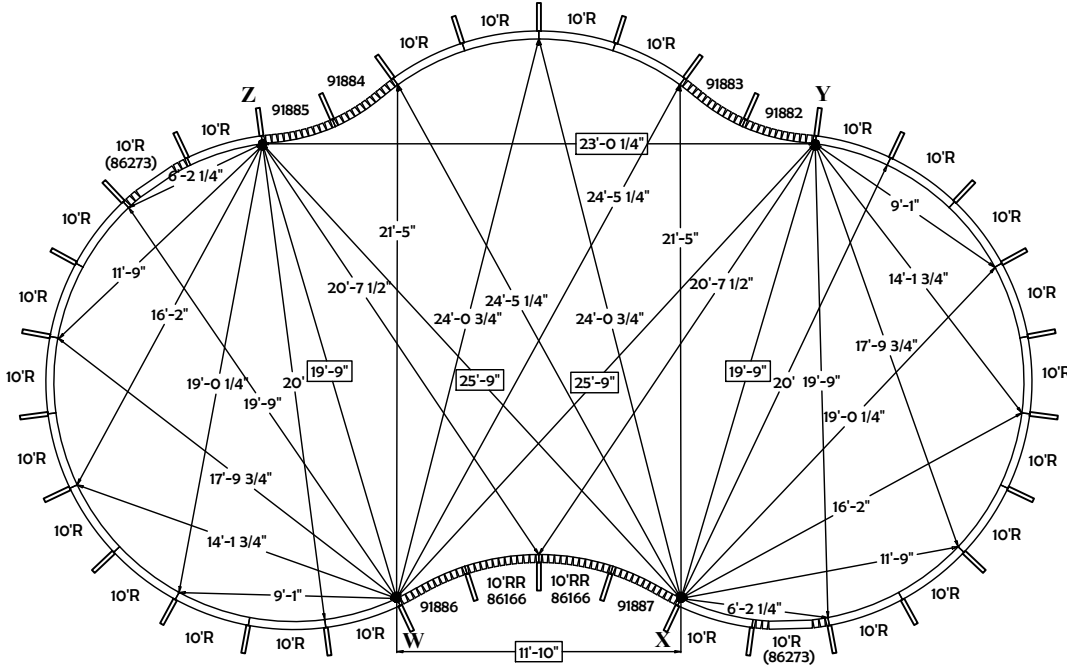 10'R
10'R
10'R
10'R
91884
91883
91885
91882
Z
Y
10'R
10'R
10'R
(86273)
10'R
6'-2 1/4"
23'-0 1/4"
24'-5 1/4"
9'-1"
10'R
10'R
21'-5"
21'-5"
10'R
11'-9"
20'-7 1/2"
20'-7 1/2"
14'-1 3/4"
10'R
10'R
16'-2"
24'-5 1/4"
24'-0 3/4"
24'-0 3/4"
17'-9 3/4"
10'R
19'-0 1/4"
20'
19'-9"
25'-9"
25'-9"
19'-9"
20'
19'-9"
10'R
19'-9"
19'-0 1/4"
10'R
10'R
17'-9 3/4"
16'-2"
10'R
10'R
14'-1 3/4"
11'-9"
10'R
10'R
9'-1"
10'RR
86166
10'RR
86166
91886
91887
6'-2 1/4"
10'R
10'R
10'R
10'R
W
X
10'R
10'R
(86273)
10'R
11'-10"